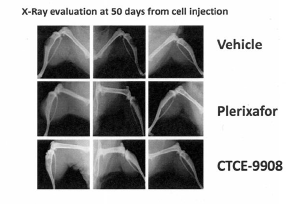 X-Ray evaluation at 50 days from cell injection
Vehicle
Plerixafor
CTCE-9908